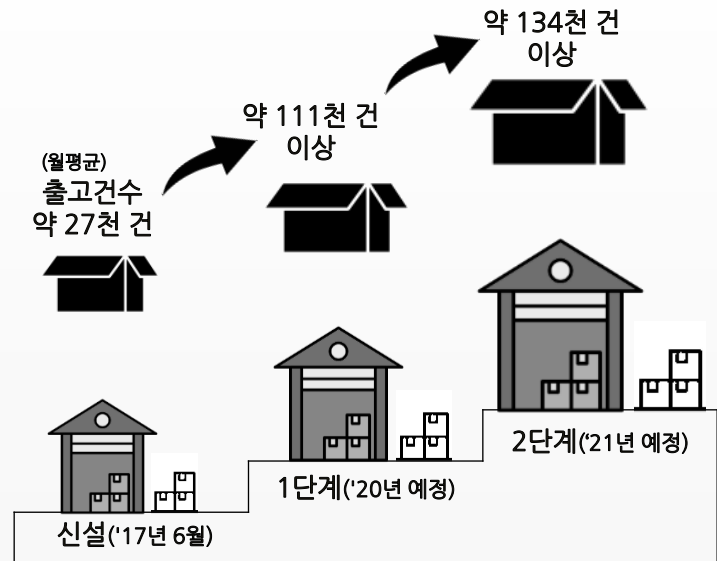 약 134천 건
이상
약 111천 건
이상
(월평균)
출고건수
약 27천 건
2단계(‘21년 예정)
1단계('20년 예정)
신설('17년 6월)